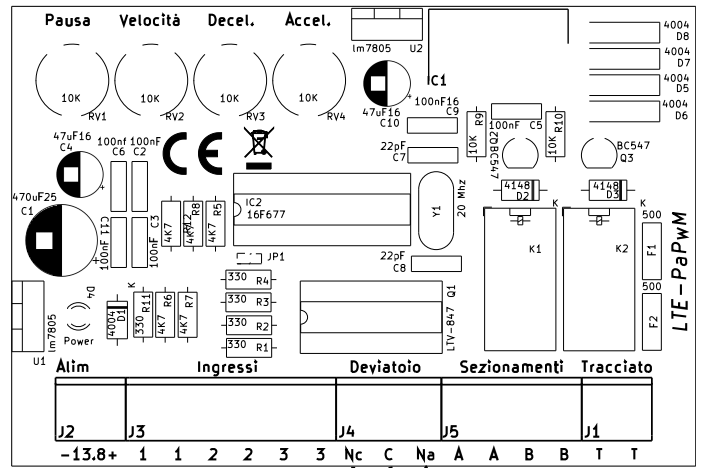 Pausa Velocità Decel. Accel.
lm7805 U2
4004 D8
4004 D7
4004 D5
4004 D6
10K RV1
10K RV2
10K RV3
10K RV4
IC1
47uF16 C10
100nF16 C9
22pF C7
10K R9
100nF C5
10K R10
BC547
BC547 Q3
47uF16 C4
100nf C6
100nF C2
CE
470uF25 C1
C11
100nF C3
4K7 R12
4K7 R8
4K7 R5
IC2
16F677
Y1
20 Mhz
4148 D2
K
4148 D3
K
K1
K2
500 F1
500 F2
LTE-PaPwM
JP1
22pF C8
330 R4
330 R3
330 R2
330 R1
Q1
LTV-847
lm7805 U1
D4
Power
4004 D1
K
330 R11
4K7 R6
4K7 R7
Alim Ingressi Deviatoio Sezionamenti Tracciato
J2 J3 J4 J5 J1
-13.8+ 1 1 2 2 3 3 Nc C Na A A B B T T